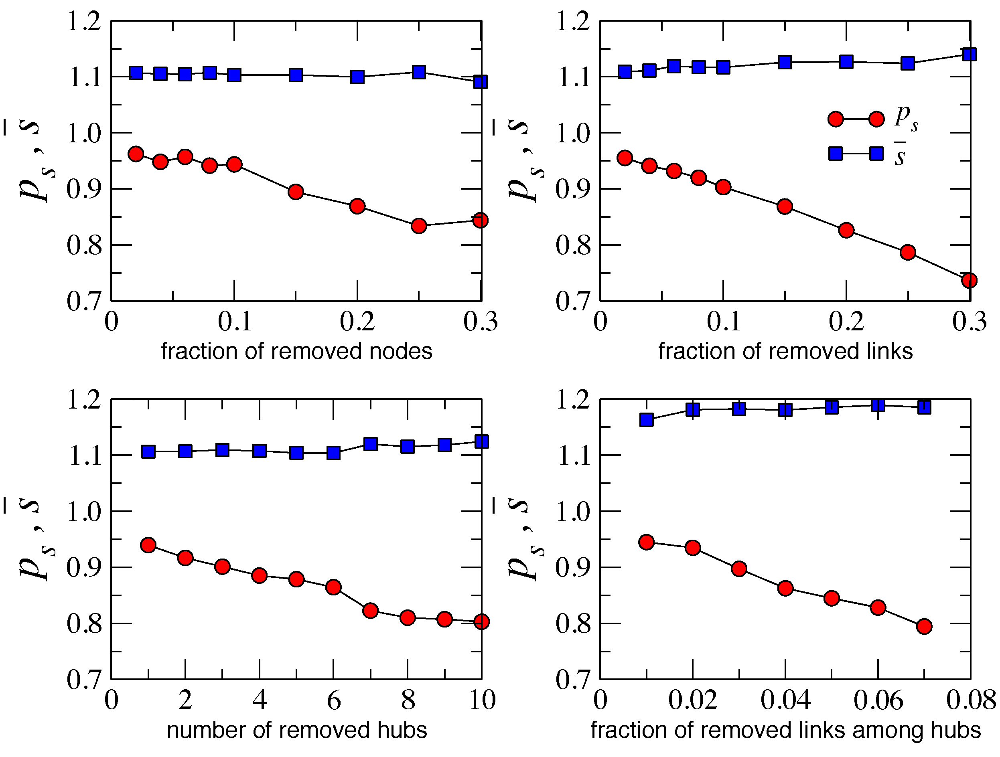 1.2
1.1
1.0
0.9
0.8
0.7
p_s, s̄
0 0.1 0.2 0.3
fraction of removed nodes
1.2
1.1
1.0
0.9
0.8
0.7
p_s, s̄
p_s
s̄
0 0.1 0.2 0.3
fraction of removed links
1.2
1.1
1.0
0.9
0.8
0.7
p_s, s̄
0 2 4 6 8 10
number of removed hubs
1.2
1.1
1.0
0.9
0.8
0.7
p_s, s̄
0 0.02 0.04 0.06 0.08
fraction of removed links among hubs